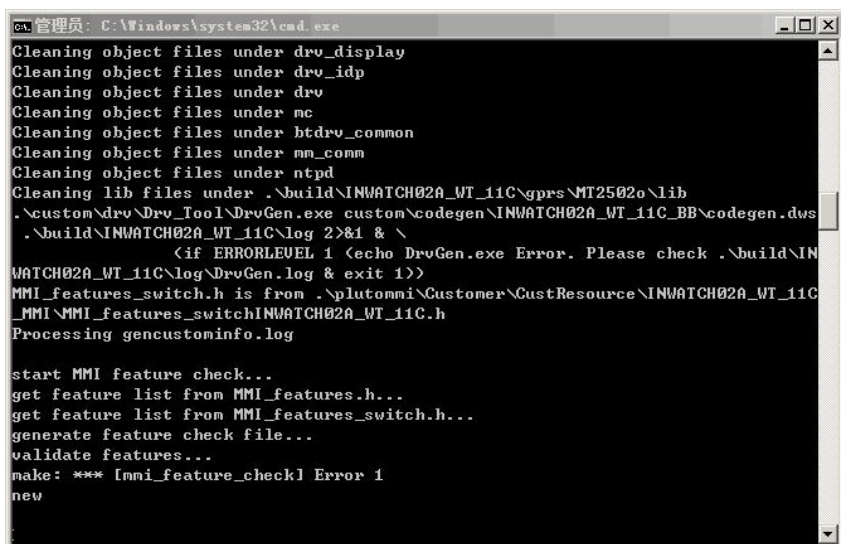 管理员: C:\Windows\system32\cmd.exe
Cleaning object files under drv_display
Cleaning object files under drv_idp
Cleaning object files under drv
Cleaning object files under mc
Cleaning object files under btdrv_common
Cleaning object files under mm_comm
Cleaning object files under ntpd
Cleaning lib files under .\build\INWATCH02A_WT_11C\gprs\MT2502o\lib
.\custom\drv\Drv_Tool\DrvGen.exe custom\codegen\INWATCH02A_WT_11C_BB\codegen.dws
.\build\INWATCH02A_WT_11C\log 2>&1 & \
(if ERRORLEVEL 1 (echo DrvGen.exe Error. Please check .\build\IN
WATCH02A_WT_11C\log\DrvGen.log & exit 1))
MMI_features_switch.h is from .\plutommi\Customer\CustResource\INWATCH02A_WT_11C
_MMI\MMI_features_switchINWATCH02A_WT_11C.h
Processing gencustominfo.log
start MMI feature check...
get feature list from MMI_features.h...
get feature list from MMI_features_switch.h...
generate feature check file...
validate features...
make: *** [mmi_feature_check] Error 1
new